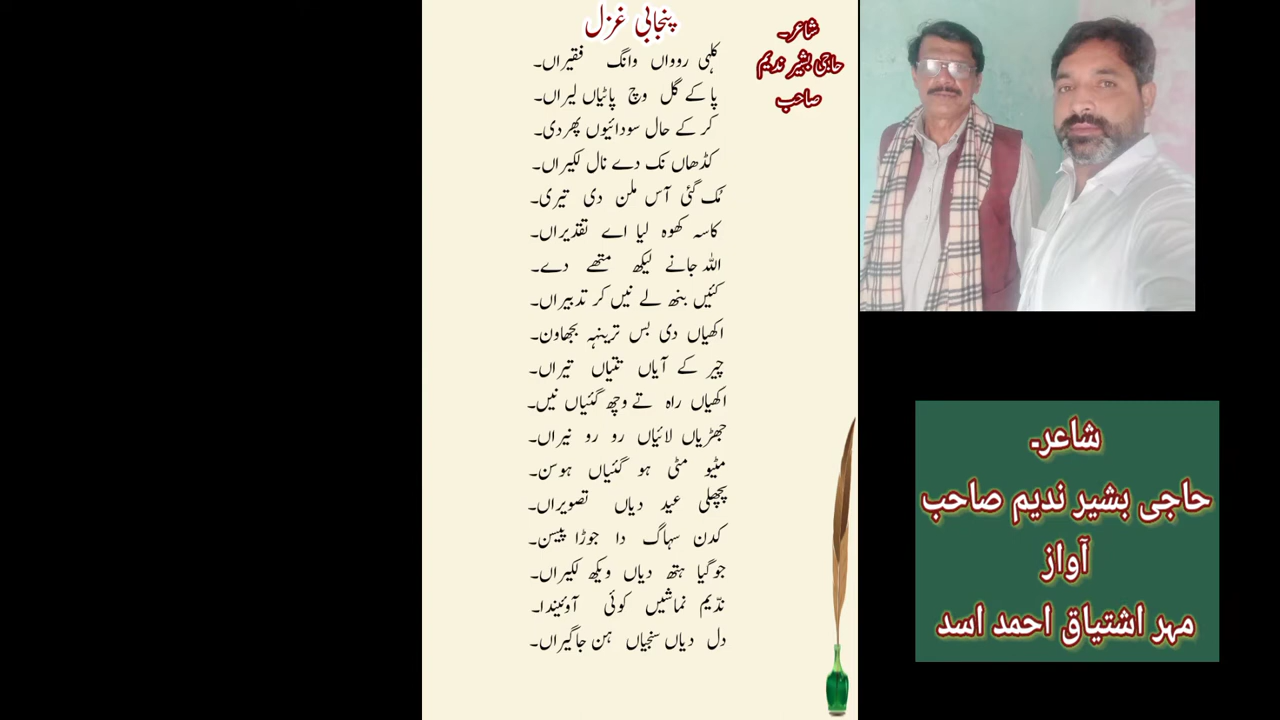 پنجابی غزل
شاعر۔
حاجی بشیر ندیم
صاحب
کلہی روواں وانگ فقیراں۔
پا کے گل وچ پاٹیاں لیراں۔
کر کے حال سودائیوں پھردی۔
کڈھاں نک دے نال لکیراں۔
مُک گئی آس ملن دی تیری۔
کاسہ کھوہ لیا اے تقدیراں۔
اللہ جانے لیکھ متھے دے۔
کئیں بنھ لے نیں کر تدبیراں۔
اکھیاں دی بس ترینہہ بجھاون۔
چیر کے آیاں تتیاں تیراں۔
اکھیاں راہ تے وچھ گئیاں نیں۔
جھڑیاں لائیاں رو رو نیراں۔
مٹیو مٹی ہو گئیاں ہوسن۔
پچھلی عید دیاں تصویراں۔
کدن سہاگ دا جوڑا پیسن۔
جوگیا ہتھ دیاں ویکھ لکیراں۔
ندیم نماشیں کوئی آوئیندا۔
دل دیاں سنجیاں ہن جاگیراں۔
شاعر۔
حاجی بشیر ندیم صاحب
آواز
مہر اشتیاق احمد اسد